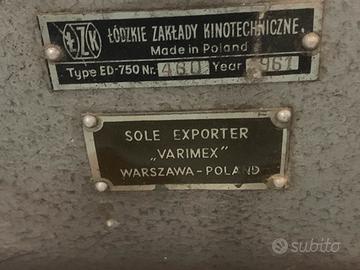 ŁZK ŁÓDZKIE ZAKŁADY KINOTECHNICZNE.
Made in Poland
Type ED-750 Nr. 460 Year 961
SOLE EXPORTER
„VARIMEX"
WARSZAWA-POLAND
subito